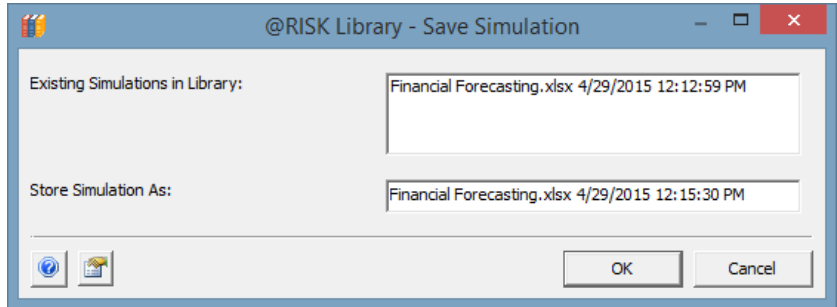 @RISK Library - Save Simulation
Existing Simulations in Library:
Financial Forecasting.xlsx 4/29/2015 12:12:59 PM
Store Simulation As:
Financial Forecasting.xlsx 4/29/2015 12:15:30 PM
OK
Cancel